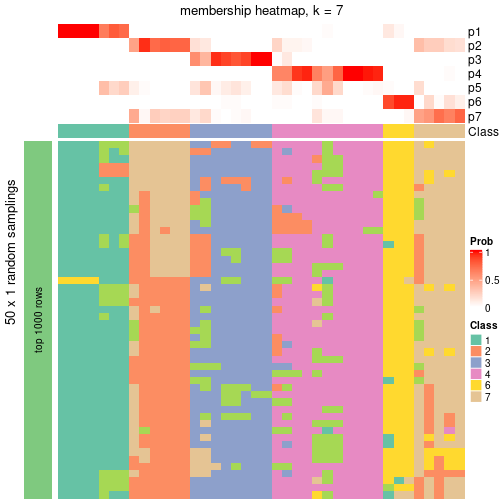 membership heatmap, k = 7
p1
p2
p3
p4
p5
p6
p7
Class
50 x 1 random samplings
top 1000 rows
Prob
1
0.5
0
Class
1
2
3
4
6
7